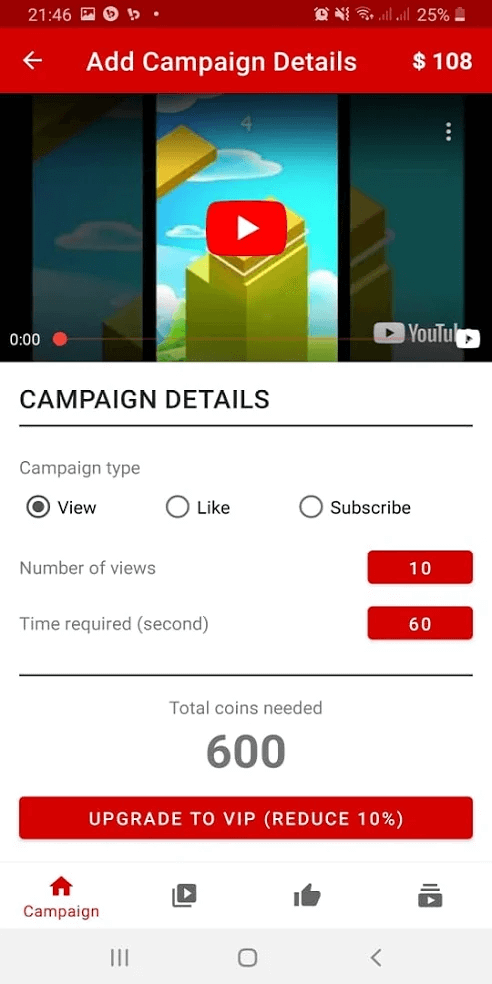 21:46
25%
Add Campaign Details
$ 108
4
0:00
CAMPAIGN DETAILS
Campaign type
View
Like
Subscribe
Number of views
10
Time required (second)
60
Total coins needed
600
UPGRADE TO VIP (REDUCE 10%)
Campaign